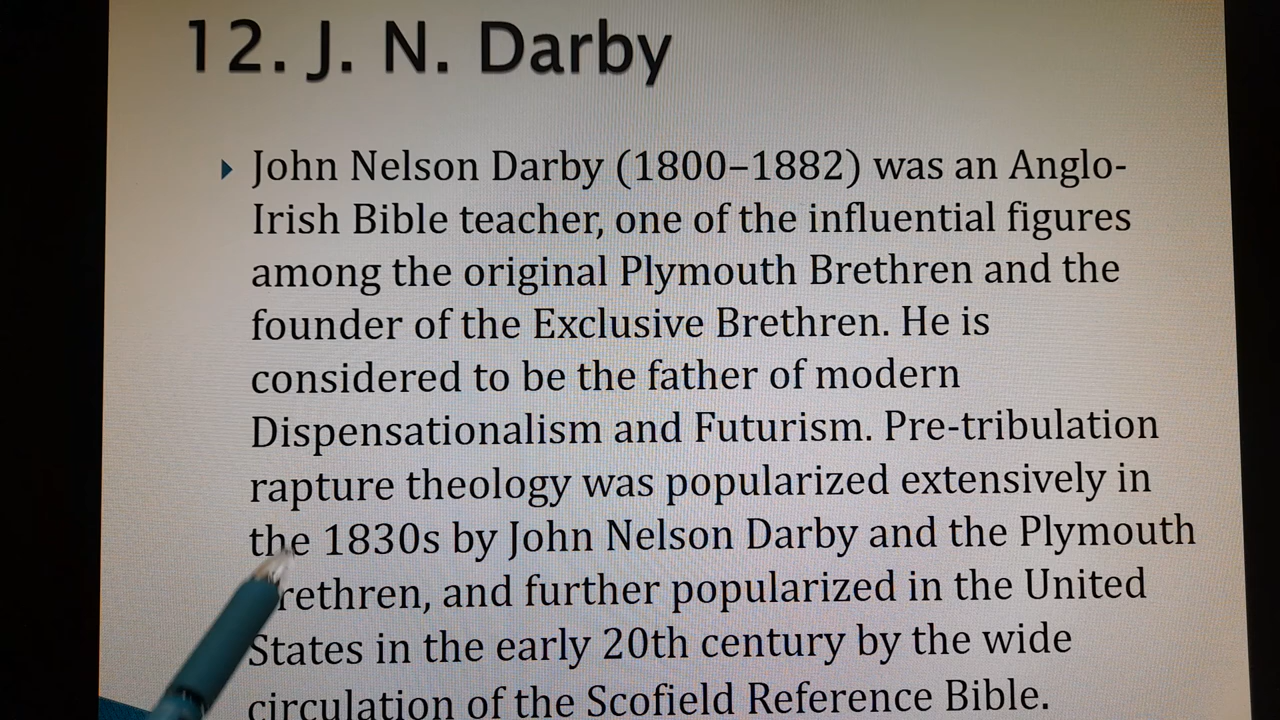 12. J. N. Darby
John Nelson Darby (1800–1882) was an Anglo-
Irish Bible teacher, one of the influential figures
among the original Plymouth Brethren and the
founder of the Exclusive Brethren. He is
considered to be the father of modern
Dispensationalism and Futurism. Pre-tribulation
rapture theology was popularized extensively in
the 1830s by John Nelson Darby and the Plymouth
rethren, and further popularized in the United
States in the early 20th century by the wide
circulation of the Scofield Reference Bible.